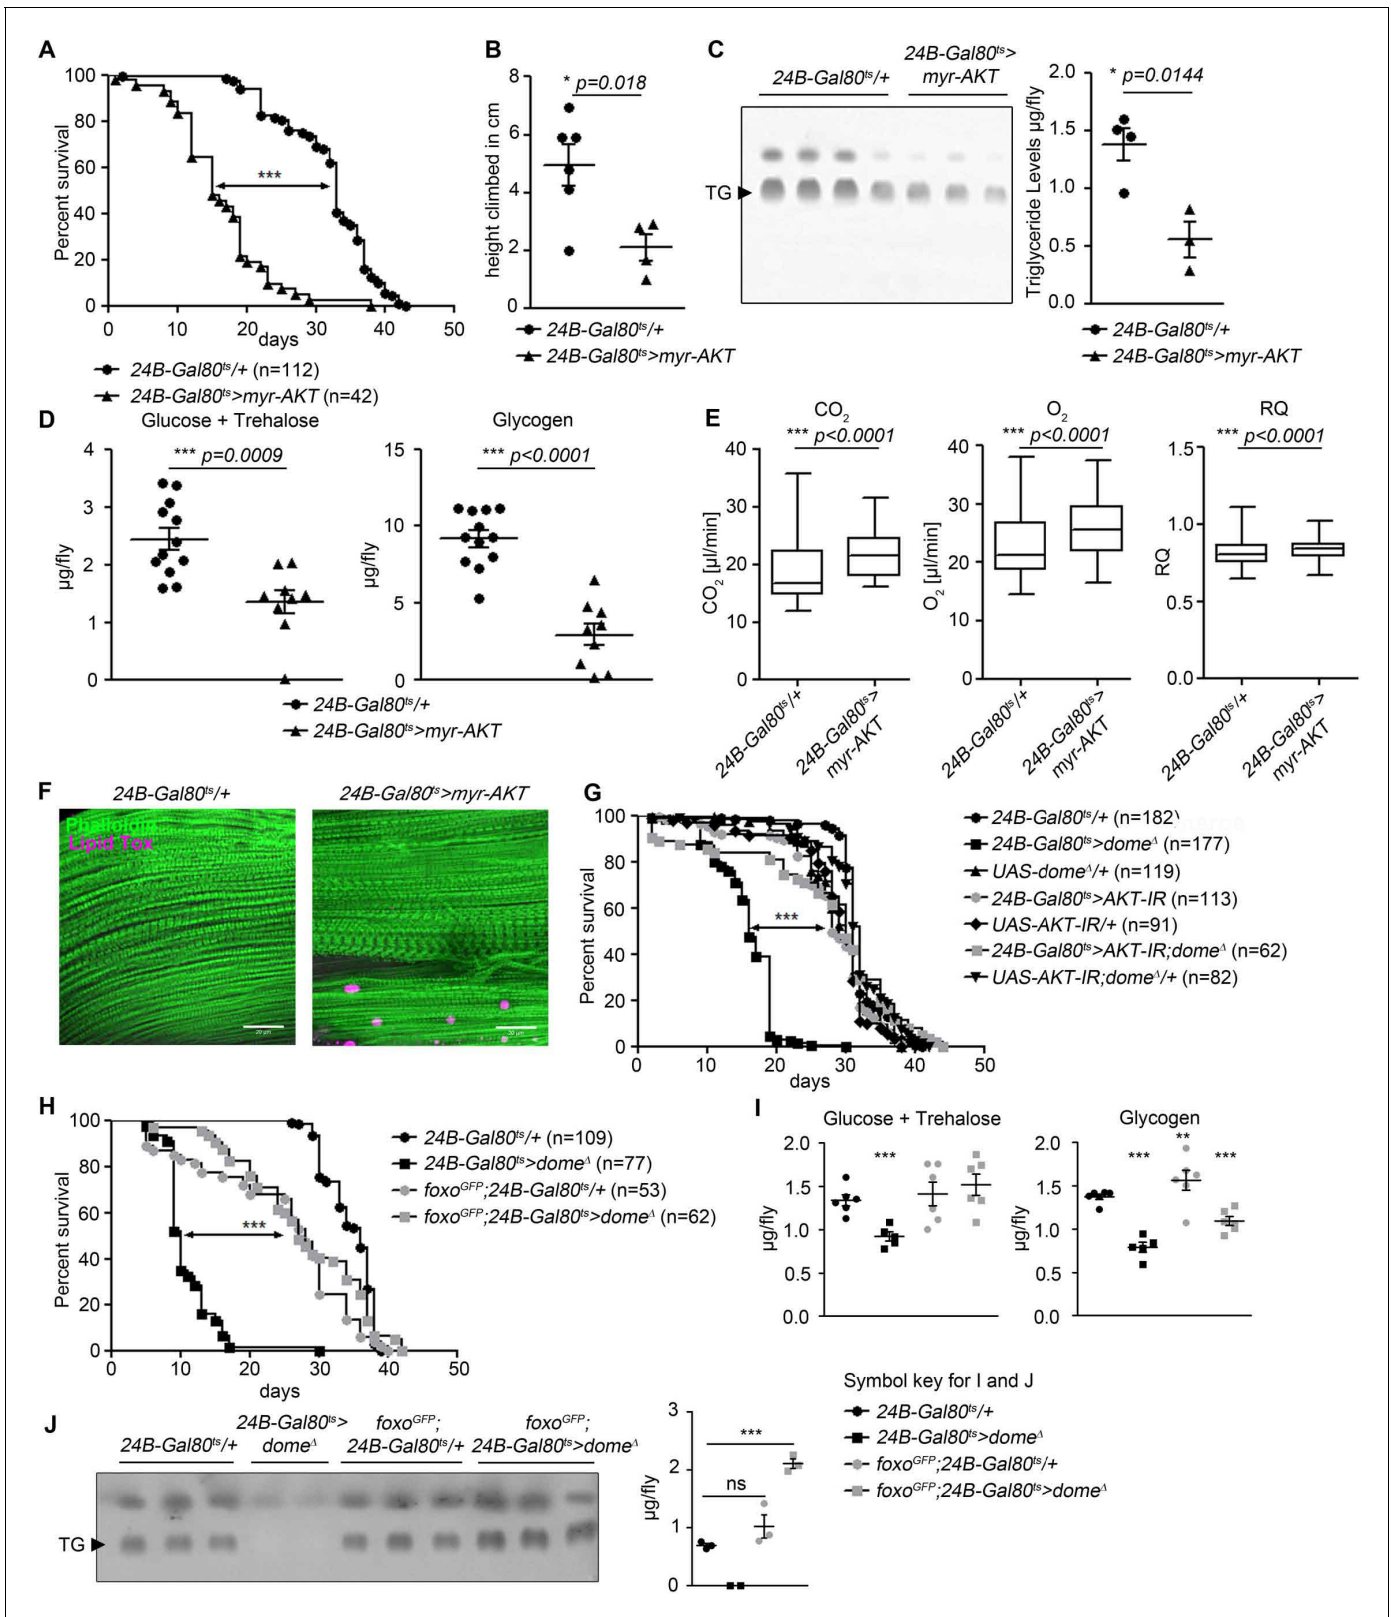 A
100
80
60
40
20
0
Percent survival
***
0 10 20 30 40 50
days
24B-Gal80ts/+ (n=112)
24B-Gal80ts>myr-AKT (n=42)
B
8
6
4
2
0
height climbed in cm
* p=0.018
24B-Gal80ts/+
24B-Gal80ts>myr-AKT
C
24B-Gal80ts/+
24B-Gal80ts>
myr-AKT
TG
2.0
1.5
1.0
0.5
0.0
Triglyceride Levels µg/fly
* p=0.0144
24B-Gal80ts/+
24B-Gal80ts>myr-AKT
D
Glucose + Trehalose
4
3
2
1
0
µg/fly
*** p=0.0009
Glycogen
15
10
5
0
µg/fly
*** p<0.0001
24B-Gal80ts/+
24B-Gal80ts>myr-AKT
E
CO2
*** p<0.0001
40
30
20
10
0
CO2 [µl/min]
24B-Gal80ts/+
24B-Gal80ts>
myr-AKT
O2
*** p<0.0001
40
30
20
10
0
O2 [µl/min]
24B-Gal80ts/+
24B-Gal80ts>
myr-AKT
RQ
*** p<0.0001
1.5
1.0
0.5
0.0
RQ
24B-Gal80ts/+
24B-Gal80ts>
myr-AKT
F
24B-Gal80ts/+
24B-Gal80ts>myr-AKT
Lipid Tox
20 µm
20 µm
G
100
80
60
40
20
0
Percent survival
***
0 10 20 30 40 50
days
24B-Gal80ts/+ (n=182)
24B-Gal80ts>domeΔ (n=177)
UAS-domeΔ/+ (n=119)
24B-Gal80ts>AKT-IR (n=113)
UAS-AKT-IR/+ (n=91)
24B-Gal80ts>AKT-IR;domeΔ (n=62)
UAS-AKT-IR;domeΔ/+ (n=82)
H
100
80
60
40
20
0
Percent survival
***
0 10 20 30 40 50
days
24B-Gal80ts/+ (n=109)
24B-Gal80ts>domeΔ (n=77)
foxoGFP;24B-Gal80ts/+ (n=53)
foxoGFP;24B-Gal80ts>domeΔ (n=62)
I
Glucose + Trehalose
2.0
1.5
1.0
0.5
0.0
µg/fly
***
Glycogen
2.0
1.5
1.0
0.5
0.0
µg/fly
***
**
***
Symbol key for I and J
24B-Gal80ts/+
24B-Gal80ts>domeΔ
foxoGFP;24B-Gal80ts/+
foxoGFP;24B-Gal80ts>domeΔ
J
24B-Gal80ts/+
24B-Gal80ts>
domeΔ
foxoGFP;
24B-Gal80ts/+
foxoGFP;
24B-Gal80ts>domeΔ
TG
3
2
1
0
µg/fly
***
ns